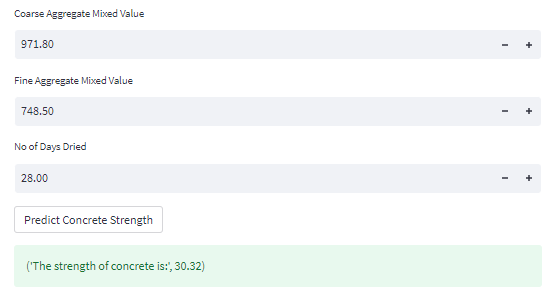 Coarse Aggregate Mixed Value
971.80
Fine Aggregate Mixed Value
748.50
No of Days Dried
28.00
Predict Concrete Strength
('The strength of concrete is:', 30.32)